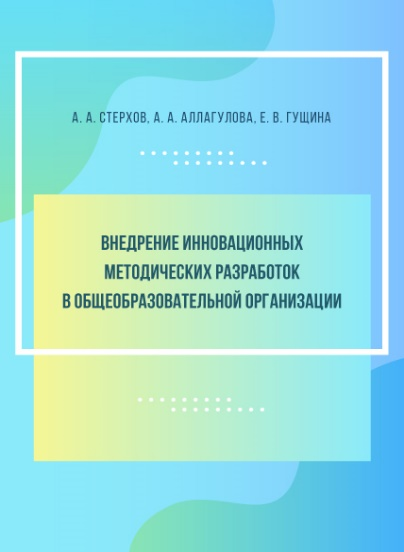 А. А. СТЕРХОВ, А. А. АЛЛАГУЛОВА, Е. В. ГУЩИНА
ВНЕДРЕНИЕ ИННОВАЦИОННЫХ
МЕТОДИЧЕСКИХ РАЗРАБОТОК
В ОБЩЕОБРАЗОВАТЕЛЬНОЙ ОРГАНИЗАЦИИ